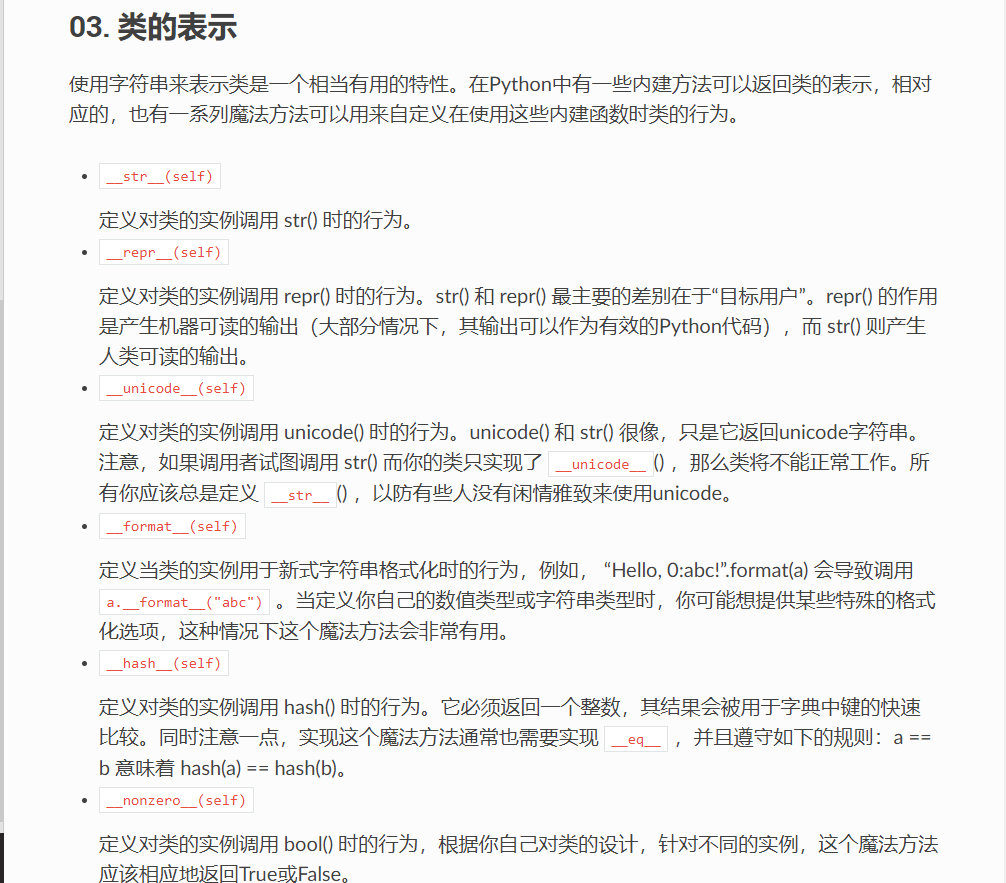 03. 类的表示
使用字符串来表示类是一个相当有用的特性。在Python中有一些内建方法可以返回类的表示，相对
应的，也有一系列魔法方法可以用来自定义在使用这些内建函数时类的行为。
• __str__(self)
定义对类的实例调用 str() 时的行为。
• __repr__(self)
定义对类的实例调用 repr() 时的行为。str() 和 repr() 最主要的差别在于“目标用户”。repr() 的作用
是产生机器可读的输出（大部分情况下，其输出可以作为有效的Python代码），而 str() 则产生
人类可读的输出。
• __unicode__(self)
定义对类的实例调用 unicode() 时的行为。unicode() 和 str() 很像，只是它返回unicode字符串。
注意，如果调用者试图调用 str() 而你的类只实现了 __unicode__() ，那么类将不能正常工作。所
有你应该总是定义 __str__() ，以防有些人没有闲情雅致来使用unicode。
• __format__(self)
定义当类的实例用于新式字符串格式化时的行为，例如， “Hello, 0:abc!”.format(a) 会导致调用
a.__format__("abc") 。当定义你自己的数值类型或字符串类型时，你可能想提供某些特殊的格式
化选项，这种情况下这个魔法方法会非常有用。
• __hash__(self)
定义对类的实例调用 hash() 时的行为。它必须返回一个整数，其结果会被用于字典中键的快速
比较。同时注意一点，实现这个魔法方法通常也需要实现 __eq__ ，并且遵守如下的规则：a ==
b 意味着 hash(a) == hash(b)。
• __nonzero__(self)
定义对类的实例调用 bool() 时的行为，根据你自己对类的设计，针对不同的实例，这个魔法方法
应该相应地返回True或False。